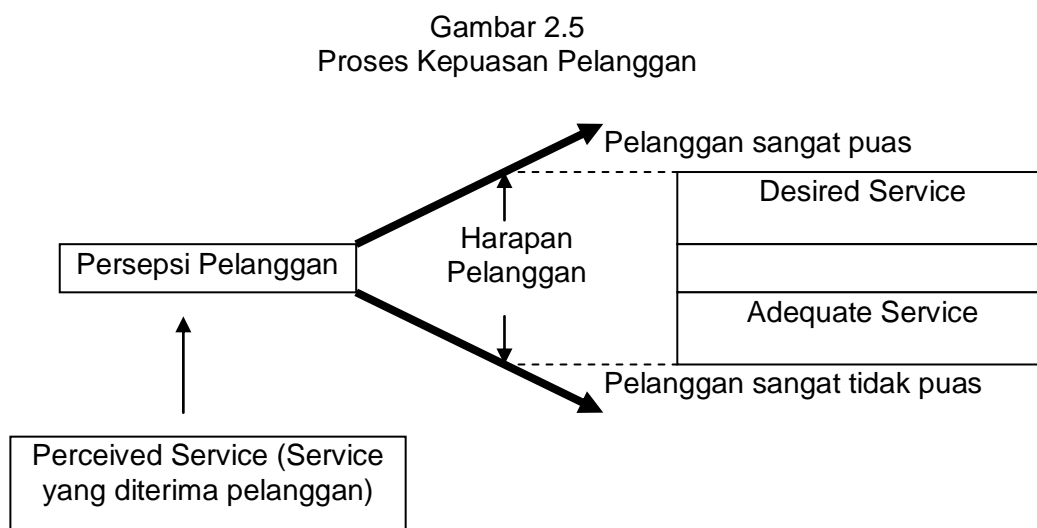 Gambar 2.5
Proses Kepuasan Pelanggan
Pelanggan sangat puas
Desired Service
Harapan
Pelanggan
Persepsi Pelanggan
Adequate Service
Pelanggan sangat tidak puas
Perceived Service (Service
yang diterima pelanggan)